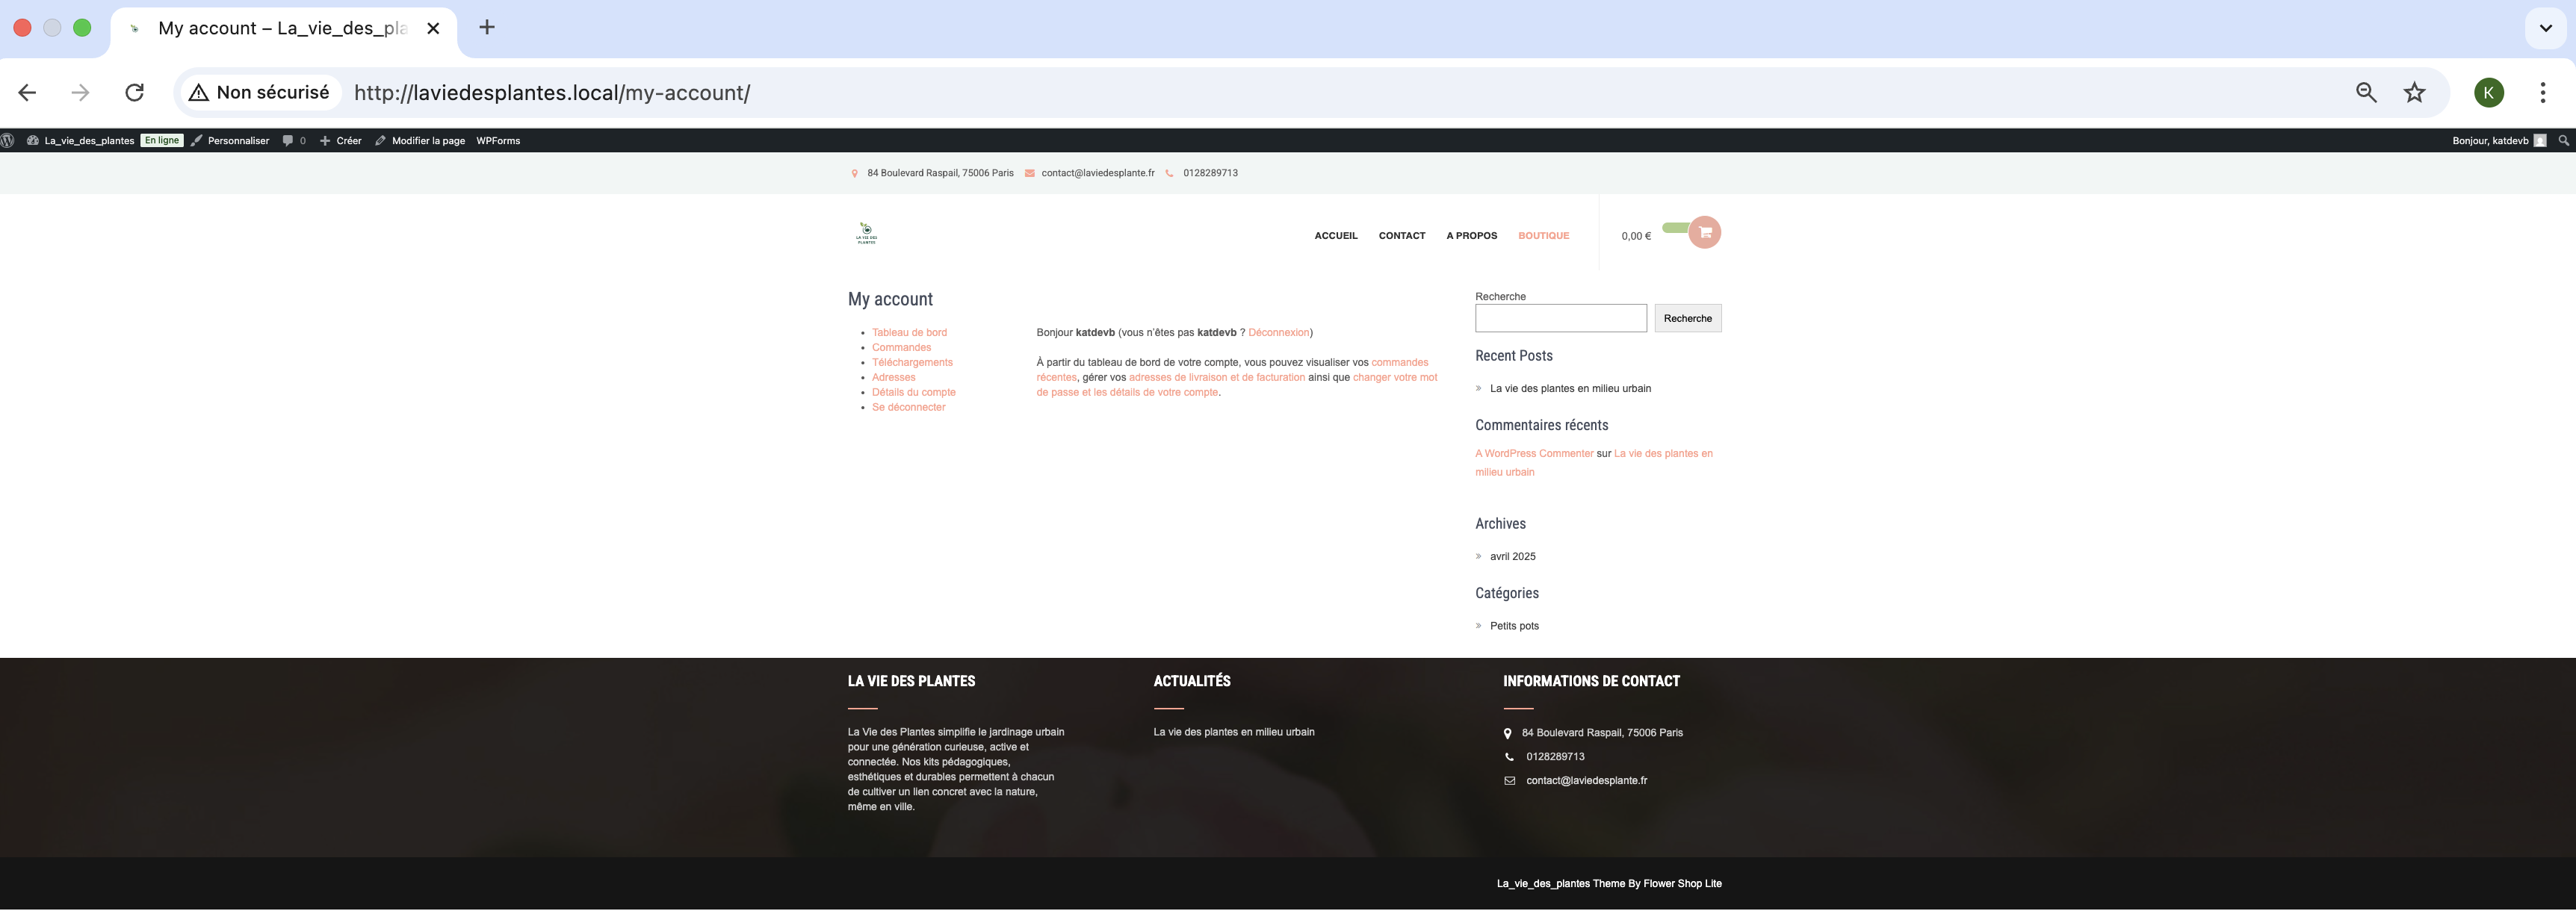 My account – La_vie_des_pla
Non sécurisé
http://laviedesplantes.local/my-account/
K
La_vie_des_plantes En ligne Personnaliser 0 Créer Modifier la page WPForms
Bonjour, katdevb
84 Boulevard Raspail, 75006 Paris contact@laviedesplante.fr 0128289713
LA VIE DES
PLANTES
ACCUEIL CONTACT A PROPOS BOUTIQUE
0,00 €
My account
Tableau de bord
Commandes
Téléchargements
Adresses
Détails du compte
Se déconnecter
Bonjour katdevb (vous n'êtes pas katdevb ? Déconnexion)
À partir du tableau de bord de votre compte, vous pouvez visualiser vos commandes
récentes, gérer vos adresses de livraison et de facturation ainsi que changer votre mot
de passe et les détails de votre compte.
Recherche
Recherche
Recent Posts
La vie des plantes en milieu urbain
Commentaires récents
A WordPress Commenter sur La vie des plantes en
milieu urbain
Archives
avril 2025
Catégories
Petits pots
LA VIE DES PLANTES
La Vie des Plantes simplifie le jardinage urbain
pour une génération curieuse, active et
connectée. Nos kits pédagogiques,
esthétiques et durables permettent à chacun
de cultiver un lien concret avec la nature,
même en ville.
ACTUALITÉS
La vie des plantes en milieu urbain
INFORMATIONS DE CONTACT
84 Boulevard Raspail, 75006 Paris
0128289713
contact@laviedesplante.fr
La_vie_des_plantes Theme By Flower Shop Lite